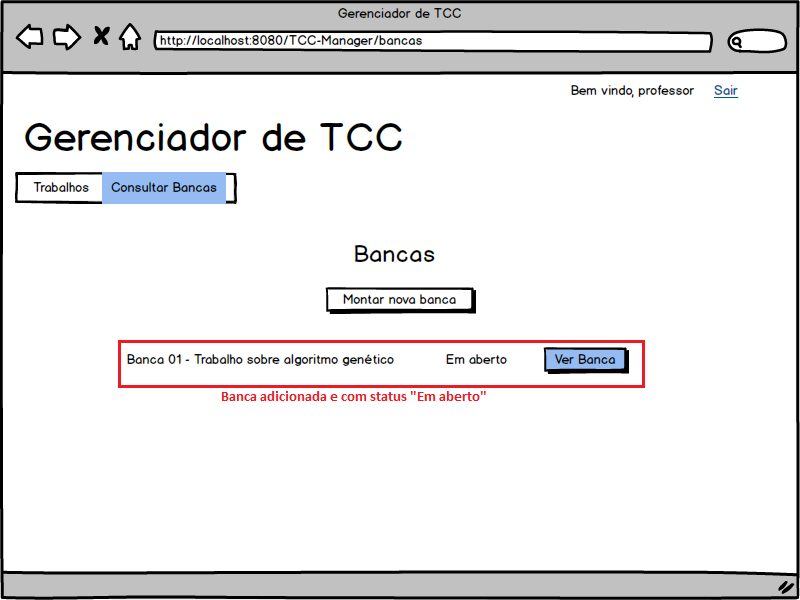 Gerenciador de TCC
http://localhost:8080/TCC-Manager/bancas
Bem vindo, professor Sair
Gerenciador de TCC
Trabalhos Consultar Bancas
Bancas
Montar nova banca
Banca 01 - Trabalho sobre algoritmo genético Em aberto Ver Banca
Banca adicionada e com status "Em aberto"